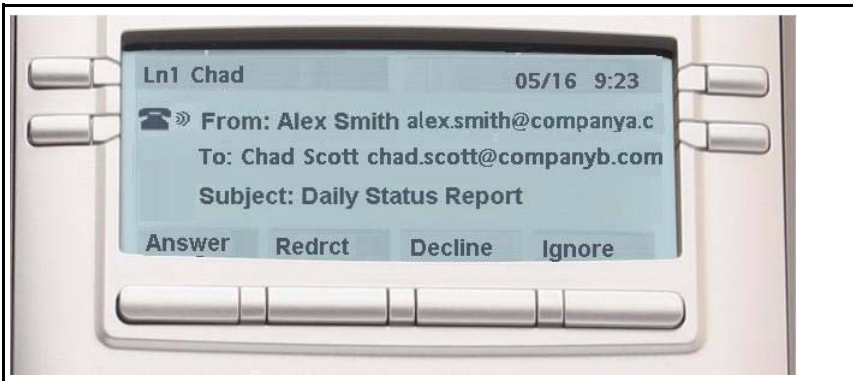 Ln1 Chad 05/16 9:23
From: Alex Smith alex.smith@companya.c
To: Chad Scott chad.scott@companyb.com
Subject: Daily Status Report
Answer Redrct Decline Ignore